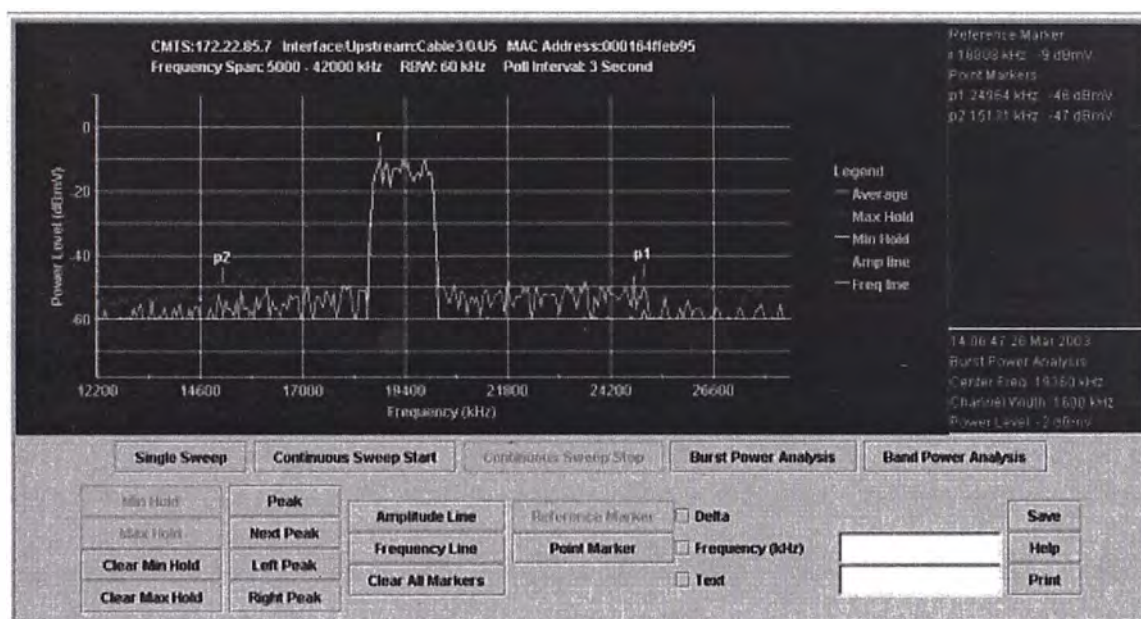 CMTS:172.22.85.7 Interface:Upstream:Cable3/0/U5 MAC Address:000164ffeb95
Frequency Span: 5000 - 42000 kHz RBW: 60 kHz Poll Interval: 3 Second
Reference Marker
r 18808 kHz -9 dBmV
Point Markers
p1 24964 kHz -46 dBmV
p2 15131 kHz -47 dBmV
0
r
-20
p2
p1
-40
-60
Power Level (dBmV)
Legend
Average
Max Hold
Min Hold
Amp line
Freq line
12200 14600 17000 19400 21800 24200 26600
Frequency (kHz)
14:06:47 26 Mar 2003
Burst Power Analysis
Center Freq: 19360 kHz
Channel Width: 1600 kHz
Power Level: -2 dBmV
Single Sweep Continuous Sweep Start Continuous Sweep Stop Burst Power Analysis Band Power Analysis
Min Hold Peak Amplitude Line Reference Marker Delta Save
Max Hold Next Peak Frequency Line Point Marker Frequency (kHz) Help
Clear Min Hold Left Peak Clear All Markers Text Print
Clear Max Hold Right Peak